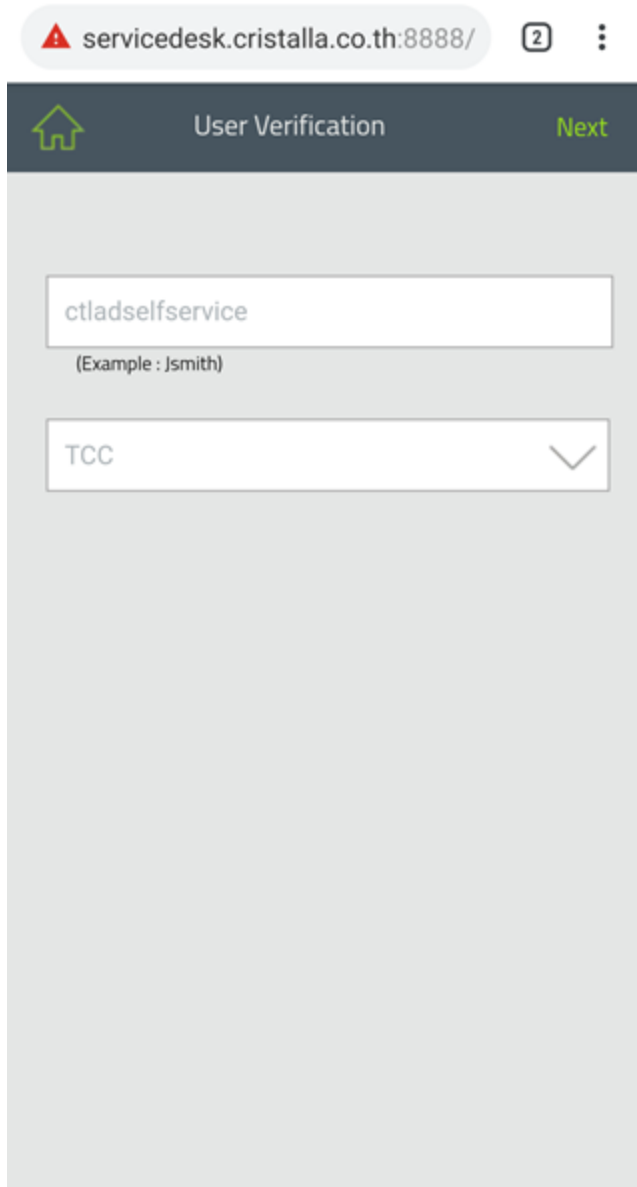 servicedesk.cristalla.co.th:8888/ 2
User Verification Next
ctladselfservice
(Example : Jsmith)
TCC